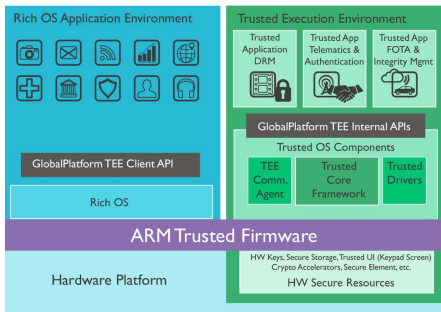 Rich OS Application Environment
GlobalPlatform TEE Client API
Rich OS
Trusted Execution Environment
Trusted
Application
DRM
Trusted App
Telematics &
Authentication
Trusted App
FOTA &
Integrity Mgmt
GlobalPlatform TEE Internal APIs
Trusted OS Components
TEE
Comm.
Agent
Trusted
Core
Framework
Trusted
Drivers
ARM Trusted Firmware
Hardware Platform
HW Keys, Secure Storage, Trusted UI (Keypad Screen)
Crypto Accelerators, Secure Element, etc.
HW Secure Resources